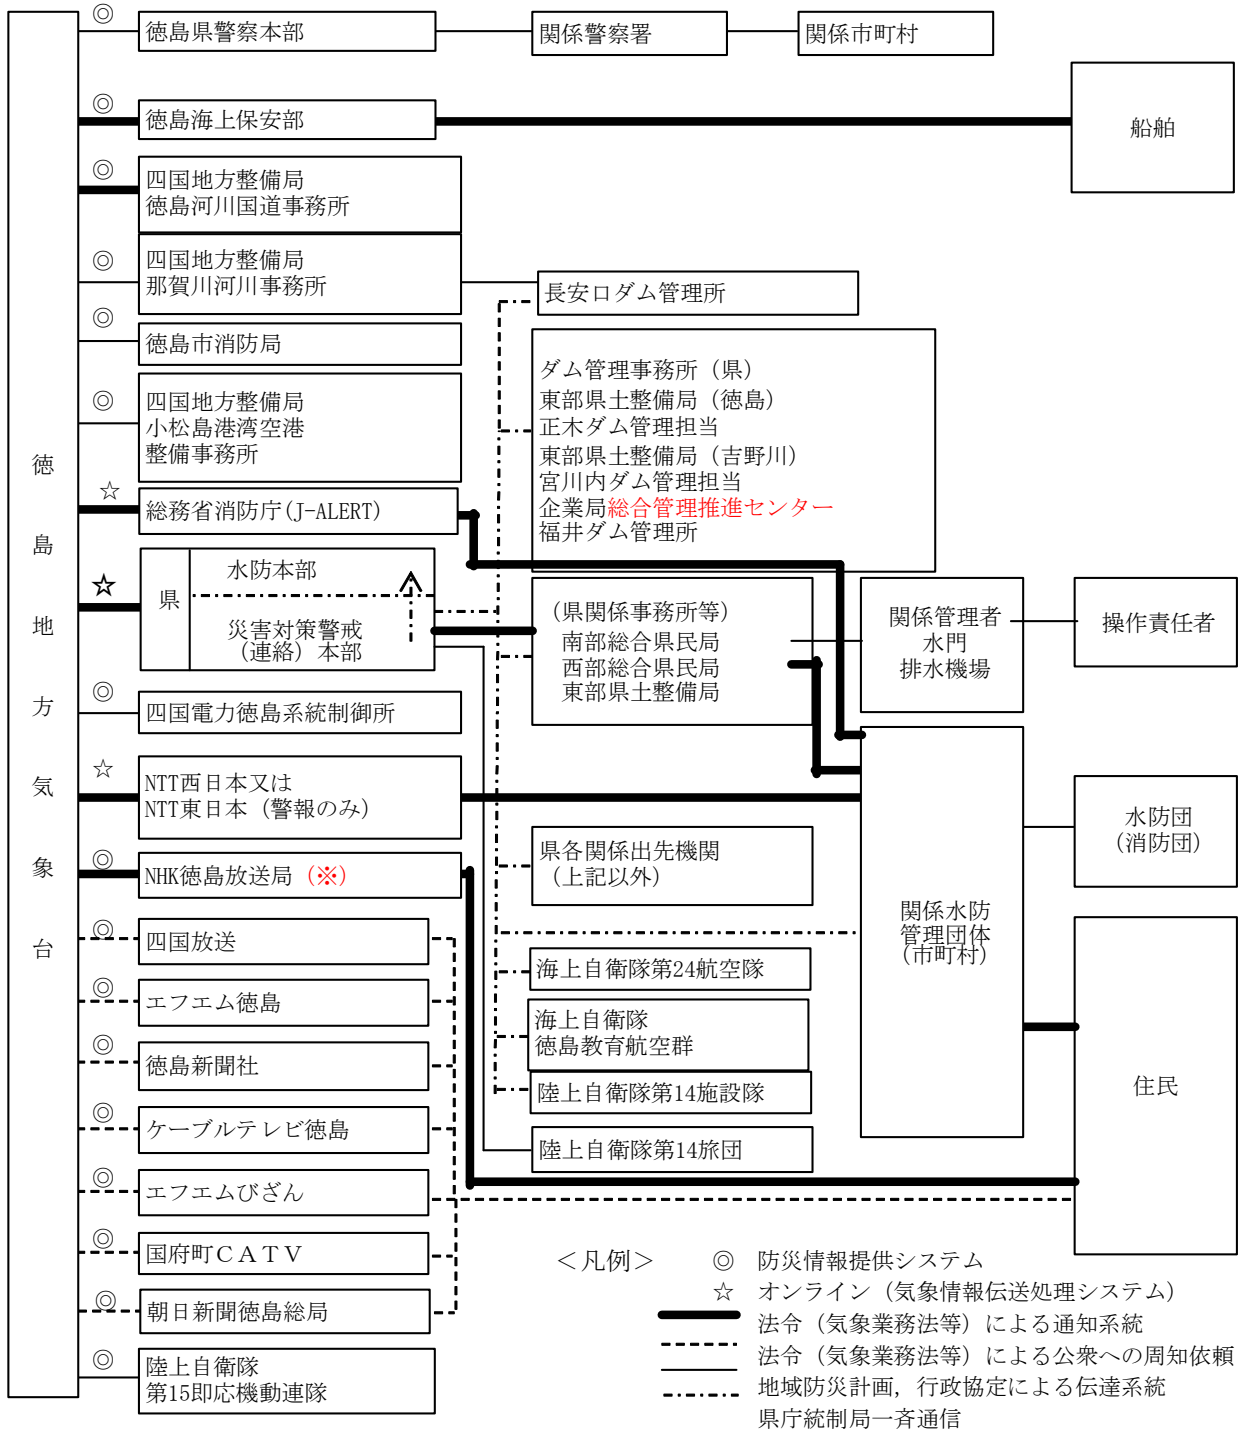 徳島地方気象台
◎
徳島県警察本部
関係警察署
関係市町村
◎
徳島海上保安部
船舶
◎
四国地方整備局
徳島河川国道事務所
◎
四国地方整備局
那賀川河川事務所
長安口ダム管理所
◎
徳島市消防局
ダム管理事務所（県）
東部県土整備局（徳島）
正木ダム管理担当
東部県土整備局（吉野川）
宮川内ダム管理担当
企業局総合管理推進センター
福井ダム管理所
◎
四国地方整備局
小松島港湾空港
整備事務所
☆
総務省消防庁(J-ALERT)
☆
県
水防本部
災害対策警戒
（連絡）本部
（県関係事務所等）
南部総合県民局
西部総合県民局
東部県土整備局
関係管理者
水門
排水機場
操作責任者
◎
四国電力徳島系統制御所
☆
NTT西日本又は
NTT東日本（警報のみ）
水防団
（消防団）
◎
NHK徳島放送局（※）
県各関係出先機関
（上記以外）
関係水防
管理団体
（市町村）
◎
四国放送
海上自衛隊第24航空隊
◎
エフエム徳島
海上自衛隊
徳島教育航空群
◎
徳島新聞社
陸上自衛隊第14施設隊
住民
◎
ケーブルテレビ徳島
陸上自衛隊第14旅団
◎
エフエムびざん
◎
国府町ＣＡＴＶ
◎
朝日新聞徳島総局
◎
陸上自衛隊
第15即応機動連隊
＜凡例＞
◎ 防災情報提供システム
☆ オンライン（気象情報伝送処理システム）
法令（気象業務法等）による通知系統
法令（気象業務法等）による公衆への周知依頼
地域防災計画，行政協定による伝達系統
県庁統制局一斉通信